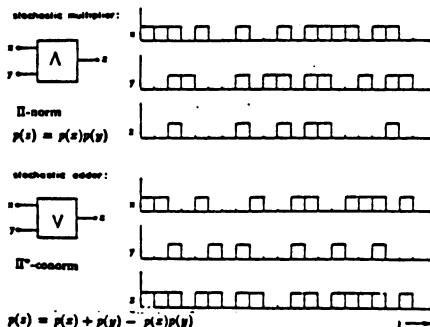 stochastic multiplier:
x
x
Λ
z
y
y
Π-norm
z
p(z) = p(x)p(y)
stochastic adder:
x
x
V
z
y
y
Π*-conorm
z
p(z) = p(x) + p(y) − p(x)p(y)